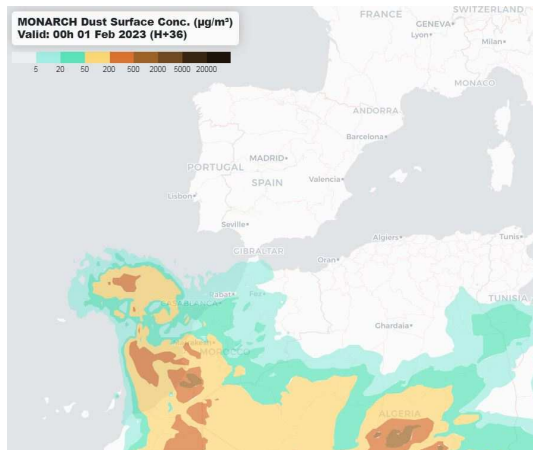 MONARCH Dust Surface Conc. (μg/m³)
Valid: 00h 01 Feb 2023 (H+36)
5 20 50 200 500 2000 5000 20000
FRANCE
SWITZERLAND
GENEVA
Lyon
Milan
MONACO
ANDORRA
Barcelona
PORTUGAL
MADRID
SPAIN
Valencia
Lisbon
Seville
GIBRALTAR
Algiers
Tunis
Oran
Rabat
Fes
CASABLANCA
TUNISIA
Ghardaia
MOROCCO
ALGERIA